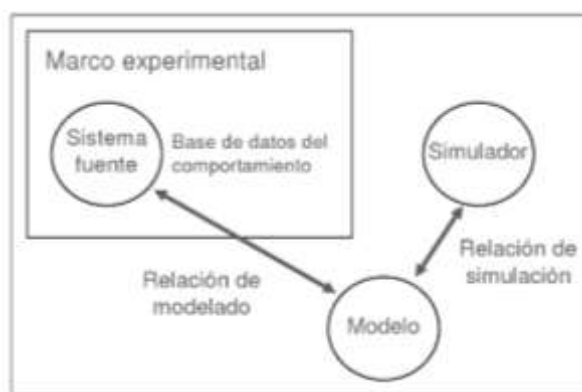 Marco experimental
Sistema
fuente
Base de datos del
comportamiento
Simulador
Relación de
modelado
Relación de
simulación
Modelo